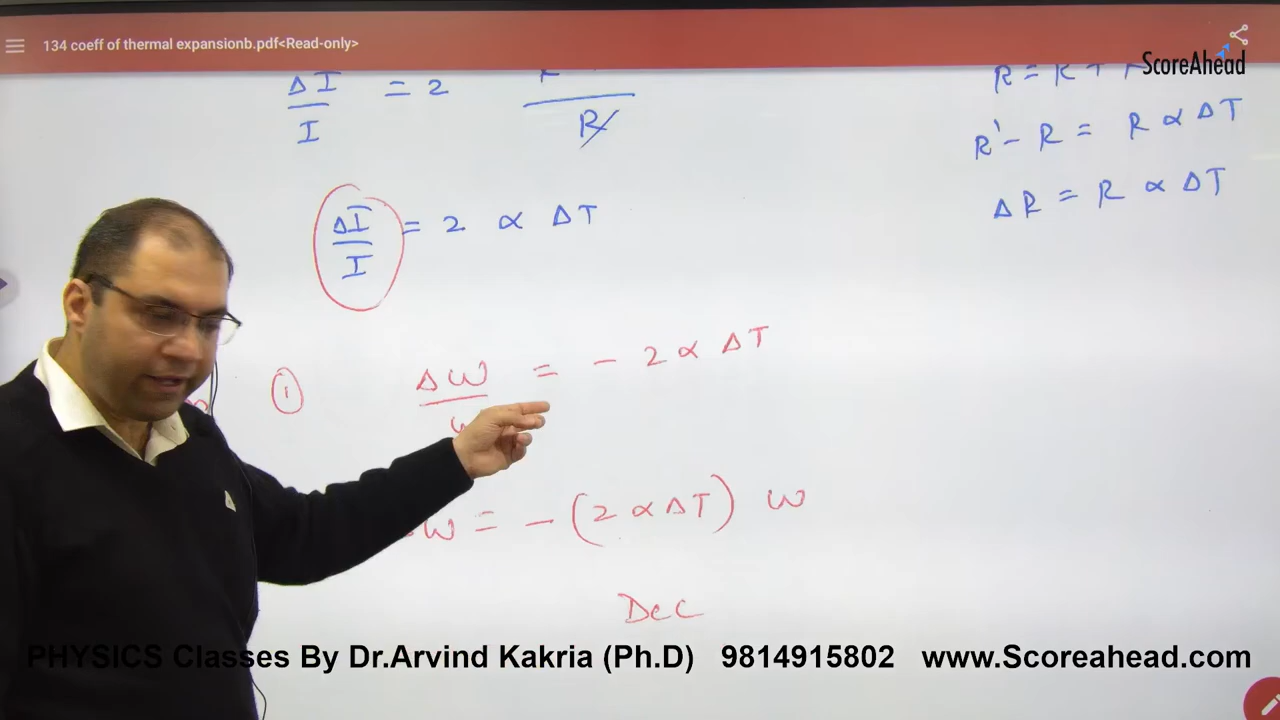 134 coeff of thermal expansionb.pdf<Read-only>
ScoreAhead
ΔI/I = 2 /R
R' - R = R α ΔT
ΔR = R α ΔT
ΔI/I = 2 α ΔT
① Δω/ω = - 2 α ΔT
ω = - (2 α ΔT) ω
Dec
PHYSICS Classes By Dr.Arvind Kakria (Ph.D) 9814915802 www.Scoreahead.com